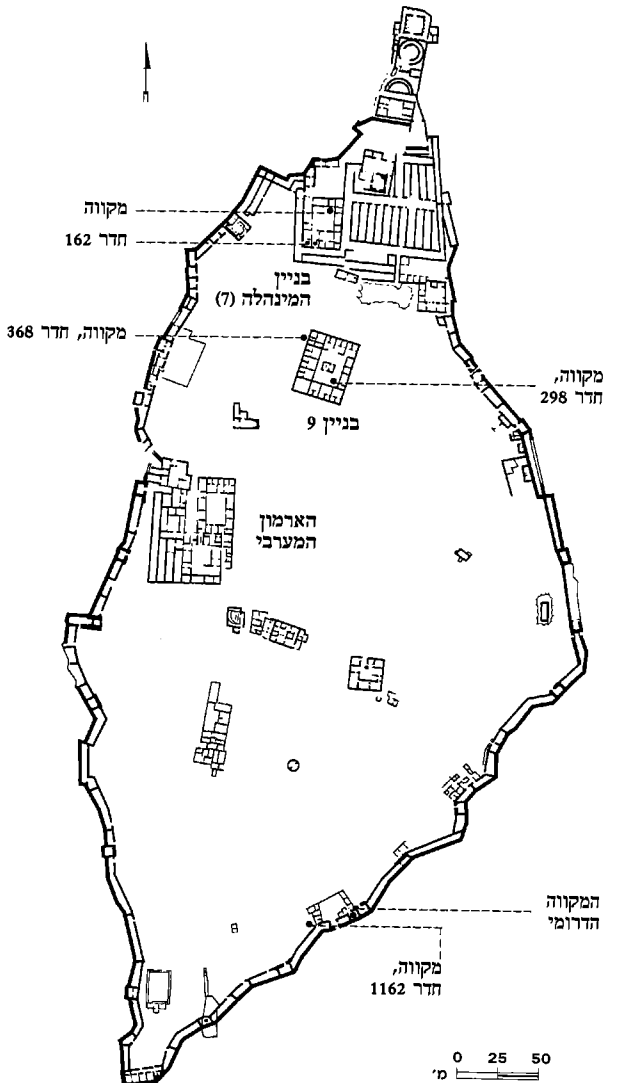 מקווה
חדר 162
בניין
המינהלה (7)
מקווה, חדר 368
מקווה,
חדר 298
בניין 9
הארמון
המערבי
המקווה
הדרומי
מקווה,
חדר 1162
0 25 50
מ'